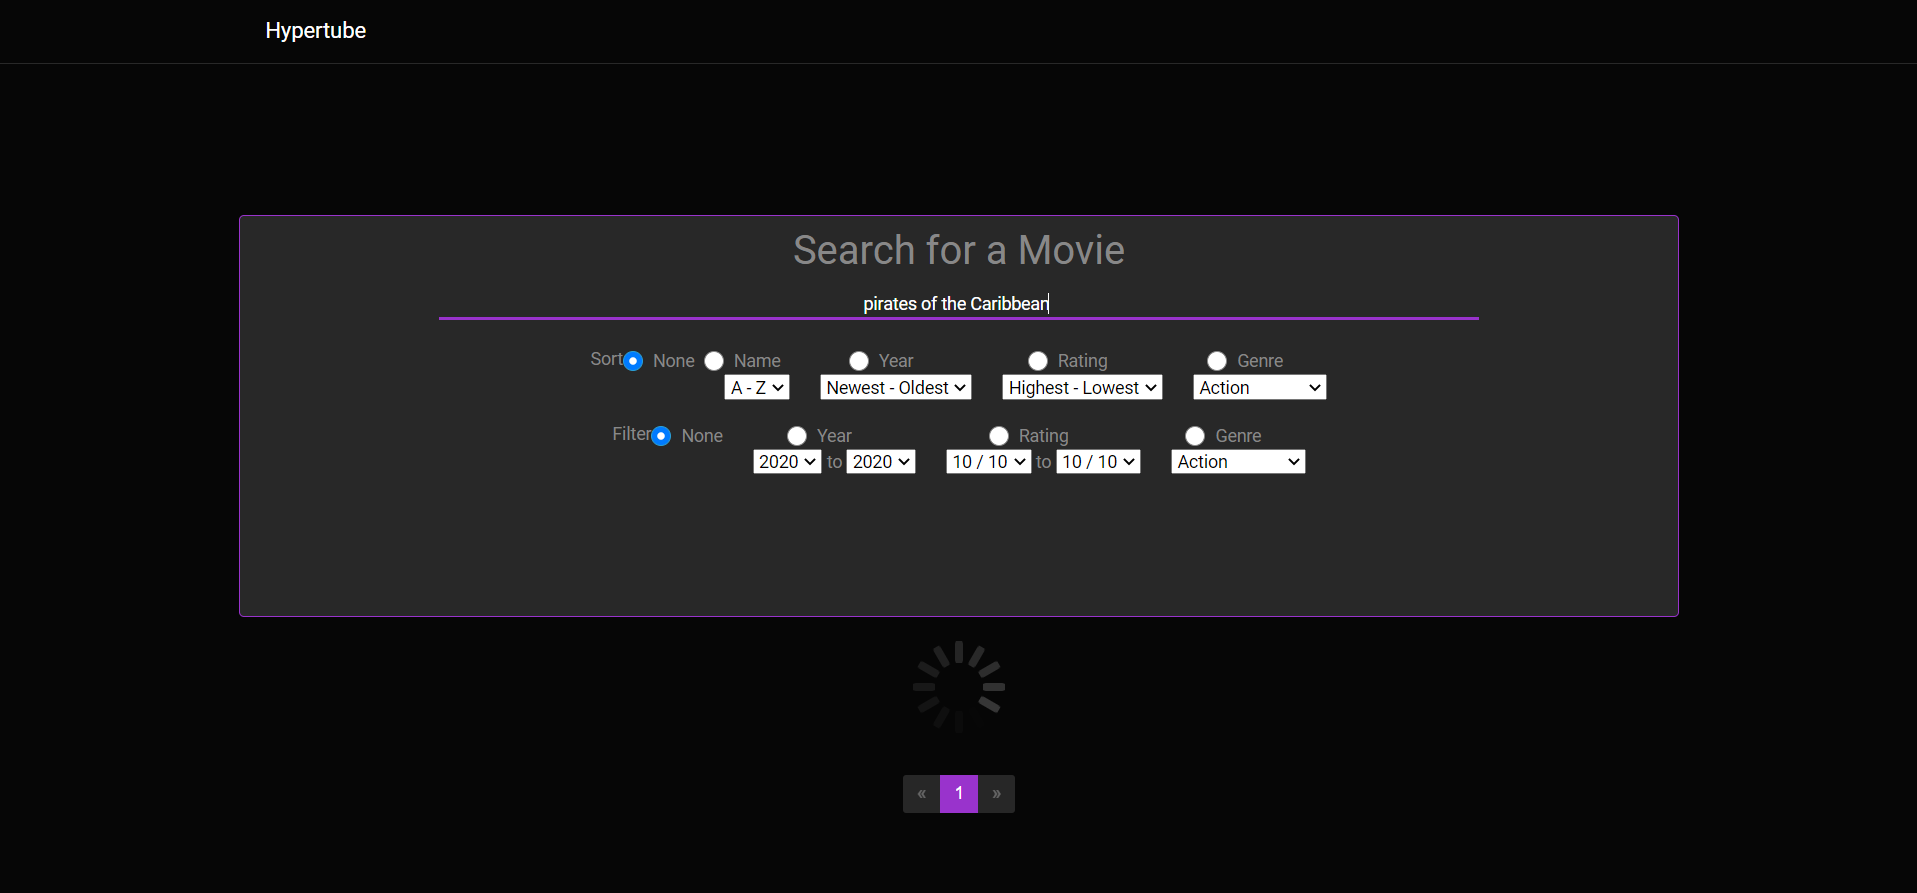 Hypertube
Search for a Movie
pirates of the Caribbean
Sort None Name Year Rating Genre
A - Z Newest - Oldest Highest - Lowest Action
Filter None Year Rating Genre
2020 to 2020 10 / 10 to 10 / 10 Action
« 1 »